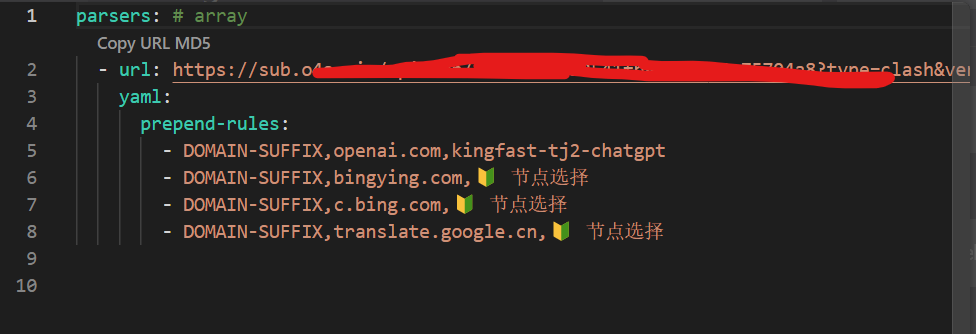 1 parsers: # array
Copy URL MD5
2 - url: https://sub.o4 ?type=clash&ver
3 yaml:
4 prepend-rules:
5 - DOMAIN-SUFFIX,openai.com,kingfast-tj2-chatgpt
6 - DOMAIN-SUFFIX,bingying.com,🔰 节点选择
7 - DOMAIN-SUFFIX,c.bing.com,🔰 节点选择
8 - DOMAIN-SUFFIX,translate.google.cn,🔰 节点选择
9
10